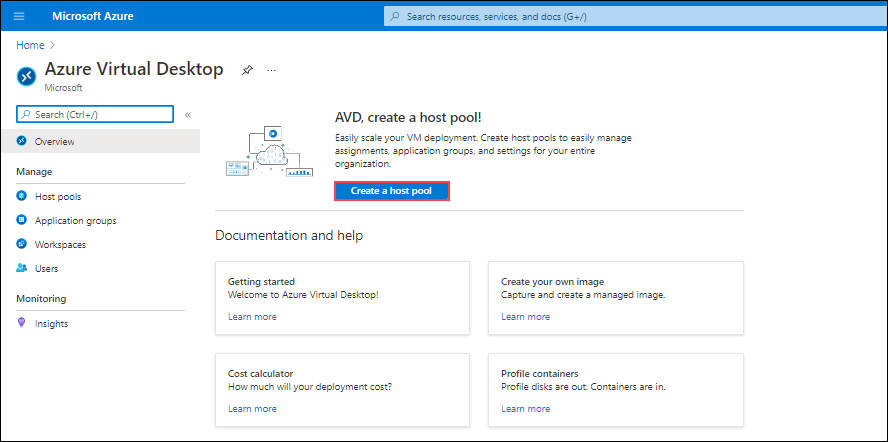 Microsoft Azure
Search resources, services, and docs (G+/)
Home
Azure Virtual Desktop
Microsoft
Search (Ctrl+/)
Overview
Manage
Host pools
Application groups
Workspaces
Users
Monitoring
Insights
AVD, create a host pool!
Easily scale your VM deployment. Create host pools to easily manage
assignments, application groups, and settings for your entire
organization.
Create a host pool
Documentation and help
Getting started
Welcome to Azure Virtual Desktop!
Learn more
Create your own image
Capture and create a managed image.
Learn more
Cost calculator
How much will your deployment cost?
Learn more
Profile containers
Profile disks are out. Containers are in.
Learn more